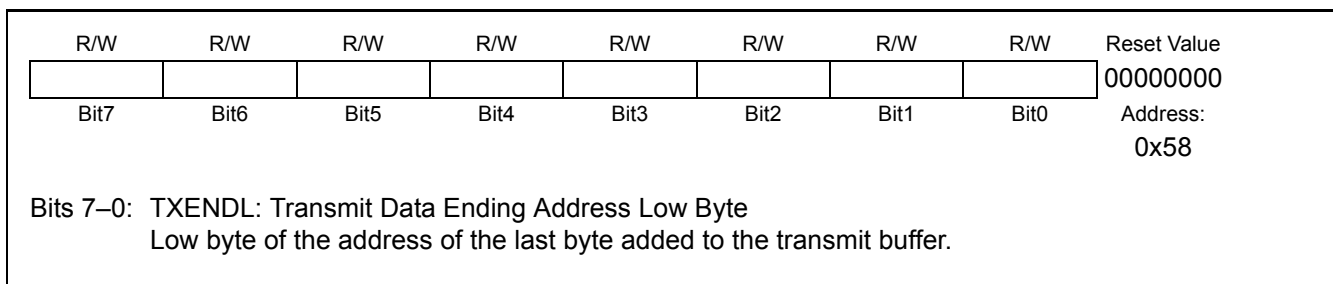 R/W R/W R/W R/W R/W R/W R/W R/W Reset Value
00000000
Bit7 Bit6 Bit5 Bit4 Bit3 Bit2 Bit1 Bit0 Address:
0x58
Bits 7–0: TXENDL: Transmit Data Ending Address Low Byte
Low byte of the address of the last byte added to the transmit buffer.